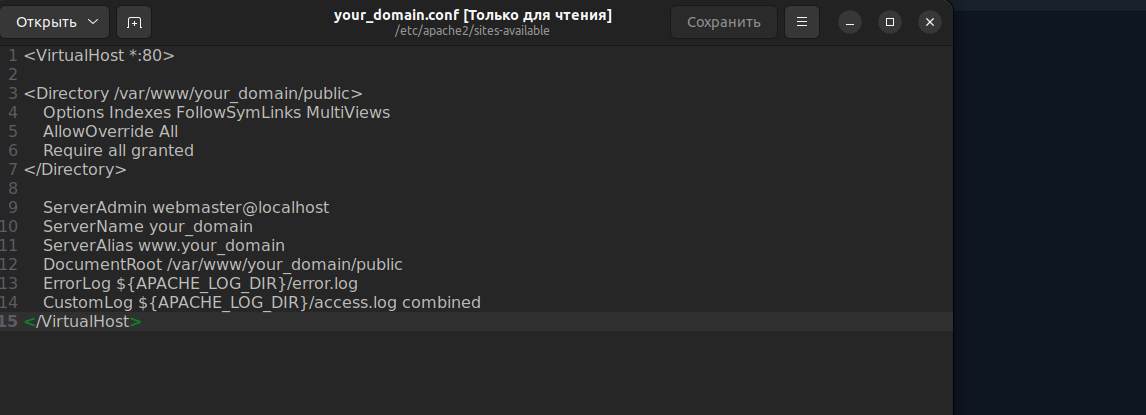 Открыть
your_domain.conf [Только для чтения]
/etc/apache2/sites-available
Сохранить
1 <VirtualHost *:80>
2
3 <Directory /var/www/your_domain/public>
4     Options Indexes FollowSymLinks MultiViews
5     AllowOverride All
6     Require all granted
7 </Directory>
8
9     ServerAdmin webmaster@localhost
10     ServerName your_domain
11     ServerAlias www.your_domain
12     DocumentRoot /var/www/your_domain/public
13     ErrorLog ${APACHE_LOG_DIR}/error.log
14     CustomLog ${APACHE_LOG_DIR}/access.log combined
15 </VirtualHost>